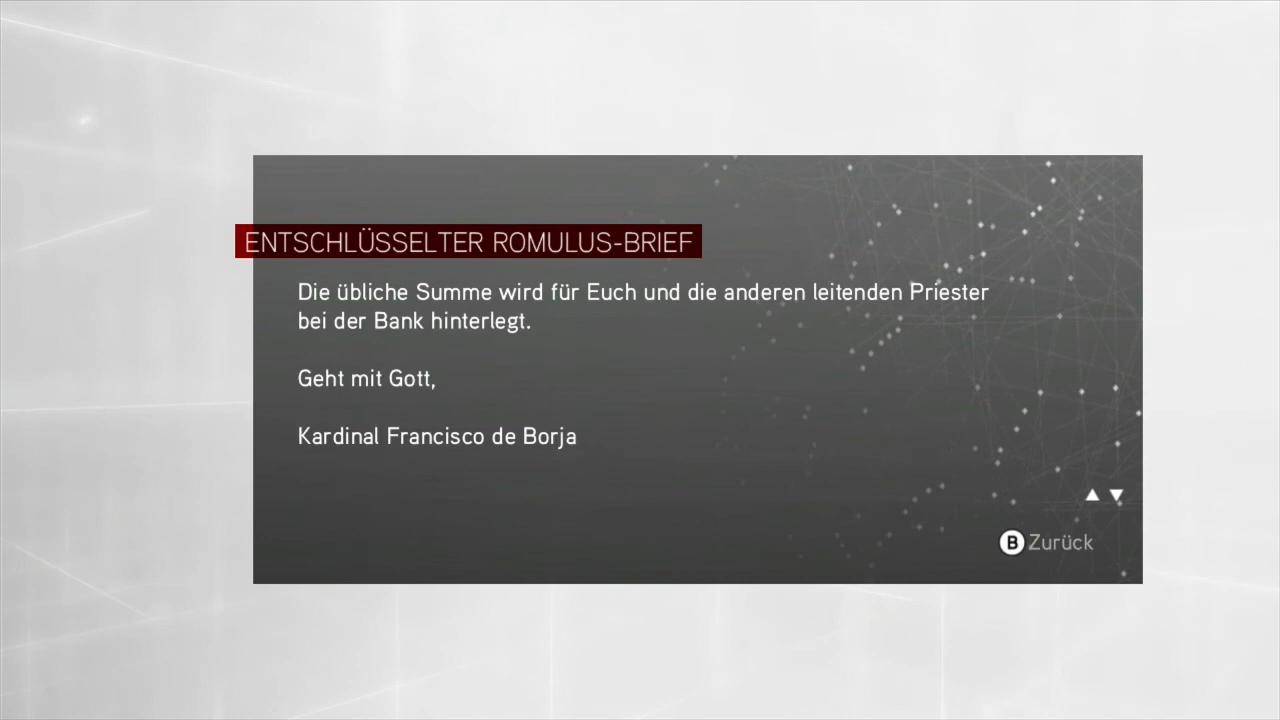 ENTSCHLÜSSELTER ROMULUS-BRIEF
Die übliche Summe wird für Euch und die anderen leitenden Priester
bei der Bank hinterlegt.
Geht mit Gott,
Kardinal Francisco de Borja
B Zurück